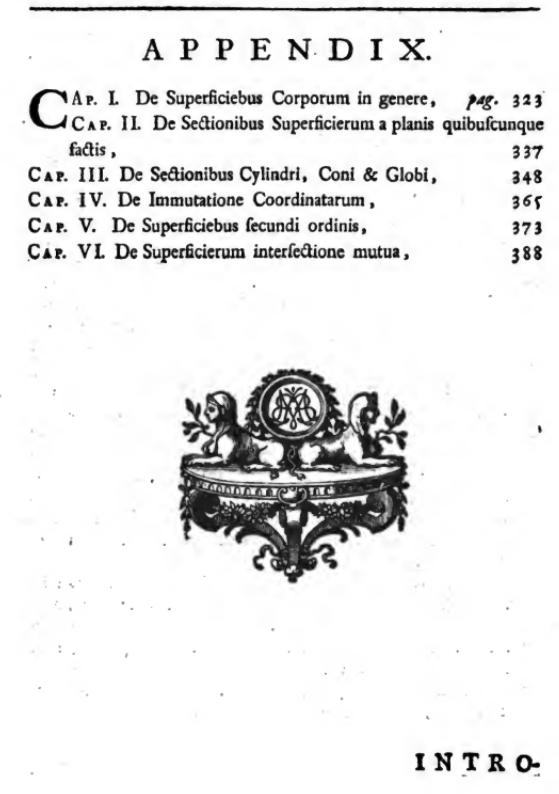 APPENDIX.
CAP. I. De Superficiebus Corporum in genere, pag. 323
CAP. II. De Sectionibus Superficierum a planis quibuſcunque
factis, 337
CAP. III. De Sectionibus Cylindri, Coni & Globi, 348
CAP. IV. De Immutatione Coordinatarum, 365
CAP. V. De Superficiebus ſecundi ordinis, 373
CAP. VI. De Superficierum interſectione mutua, 388
INTRO-